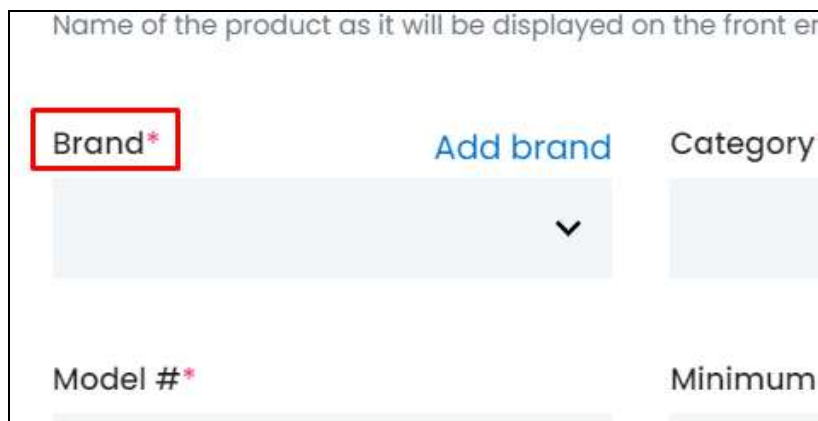 Name of the product as it will be displayed on the front
Brand* Add brand Category
Model #* Minimum